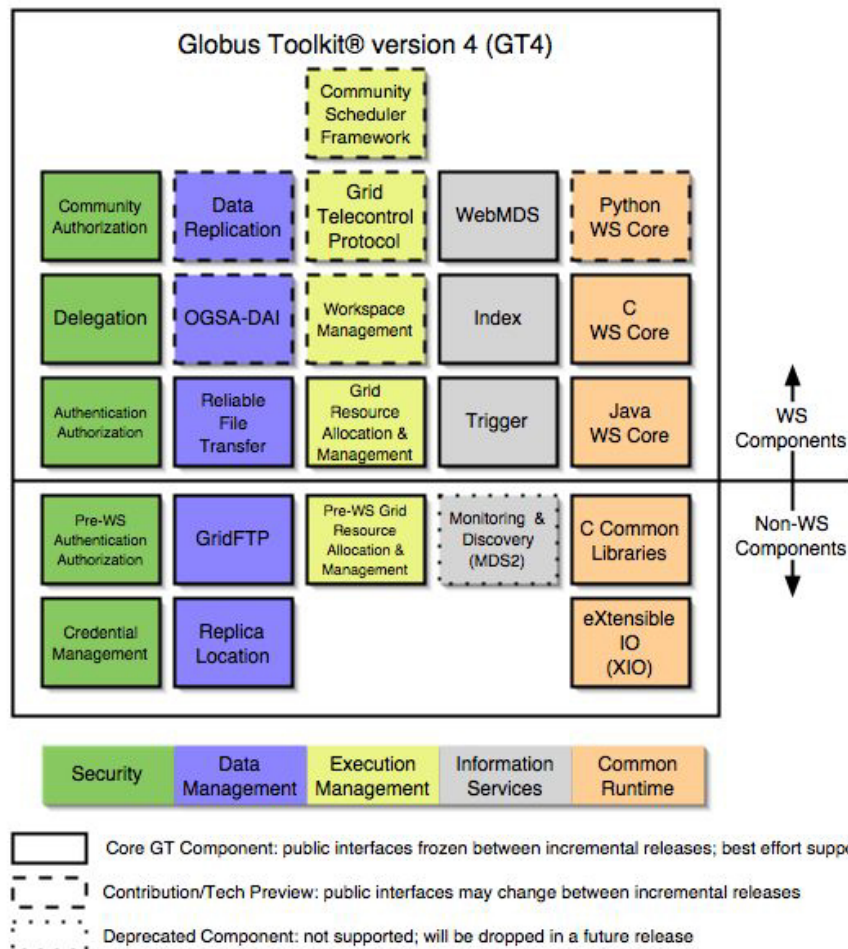 Globus Toolkit® version 4 (GT4)
Community
Scheduler
Framework
Community
Authorization
Data
Replication
Grid
Telecontrol
Protocol
WebMDS
Python
WS Core
Delegation
OGSA-DAI
Workspace
Management
Index
C
WS Core
Authentication
Authorization
Reliable
File
Transfer
Grid
Resource
Allocation &
Management
Trigger
Java
WS Core
WS
Components
Non-WS
Components
Pre-WS
Authentication
Authorization
GridFTP
Pre-WS Grid
Resource
Allocation &
Management
Monitoring &
Discovery
(MDS2)
C Common
Libraries
Credential
Management
Replica
Location
eXtensible
IO
(XIO)
Security
Data
Management
Execution
Management
Information
Services
Common
Runtime
Core GT Component: public interfaces frozen between incremental releases; best effort
Contribution/Tech Preview: public interfaces may change between incremental releases
Deprecated Component: not supported; will be dropped in a future release